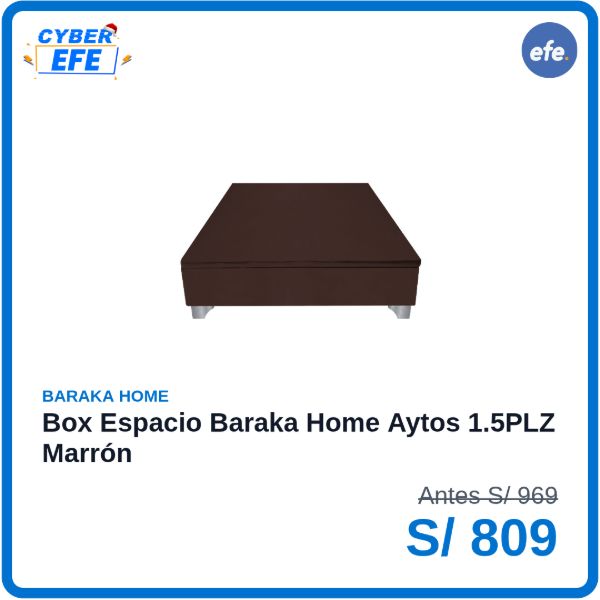 CYBER
EFE
efe.
BARAKA HOME
Box Espacio Baraka Home Aytos 1.5PLZ
Marrón
Antes S/ 969
S/ 809